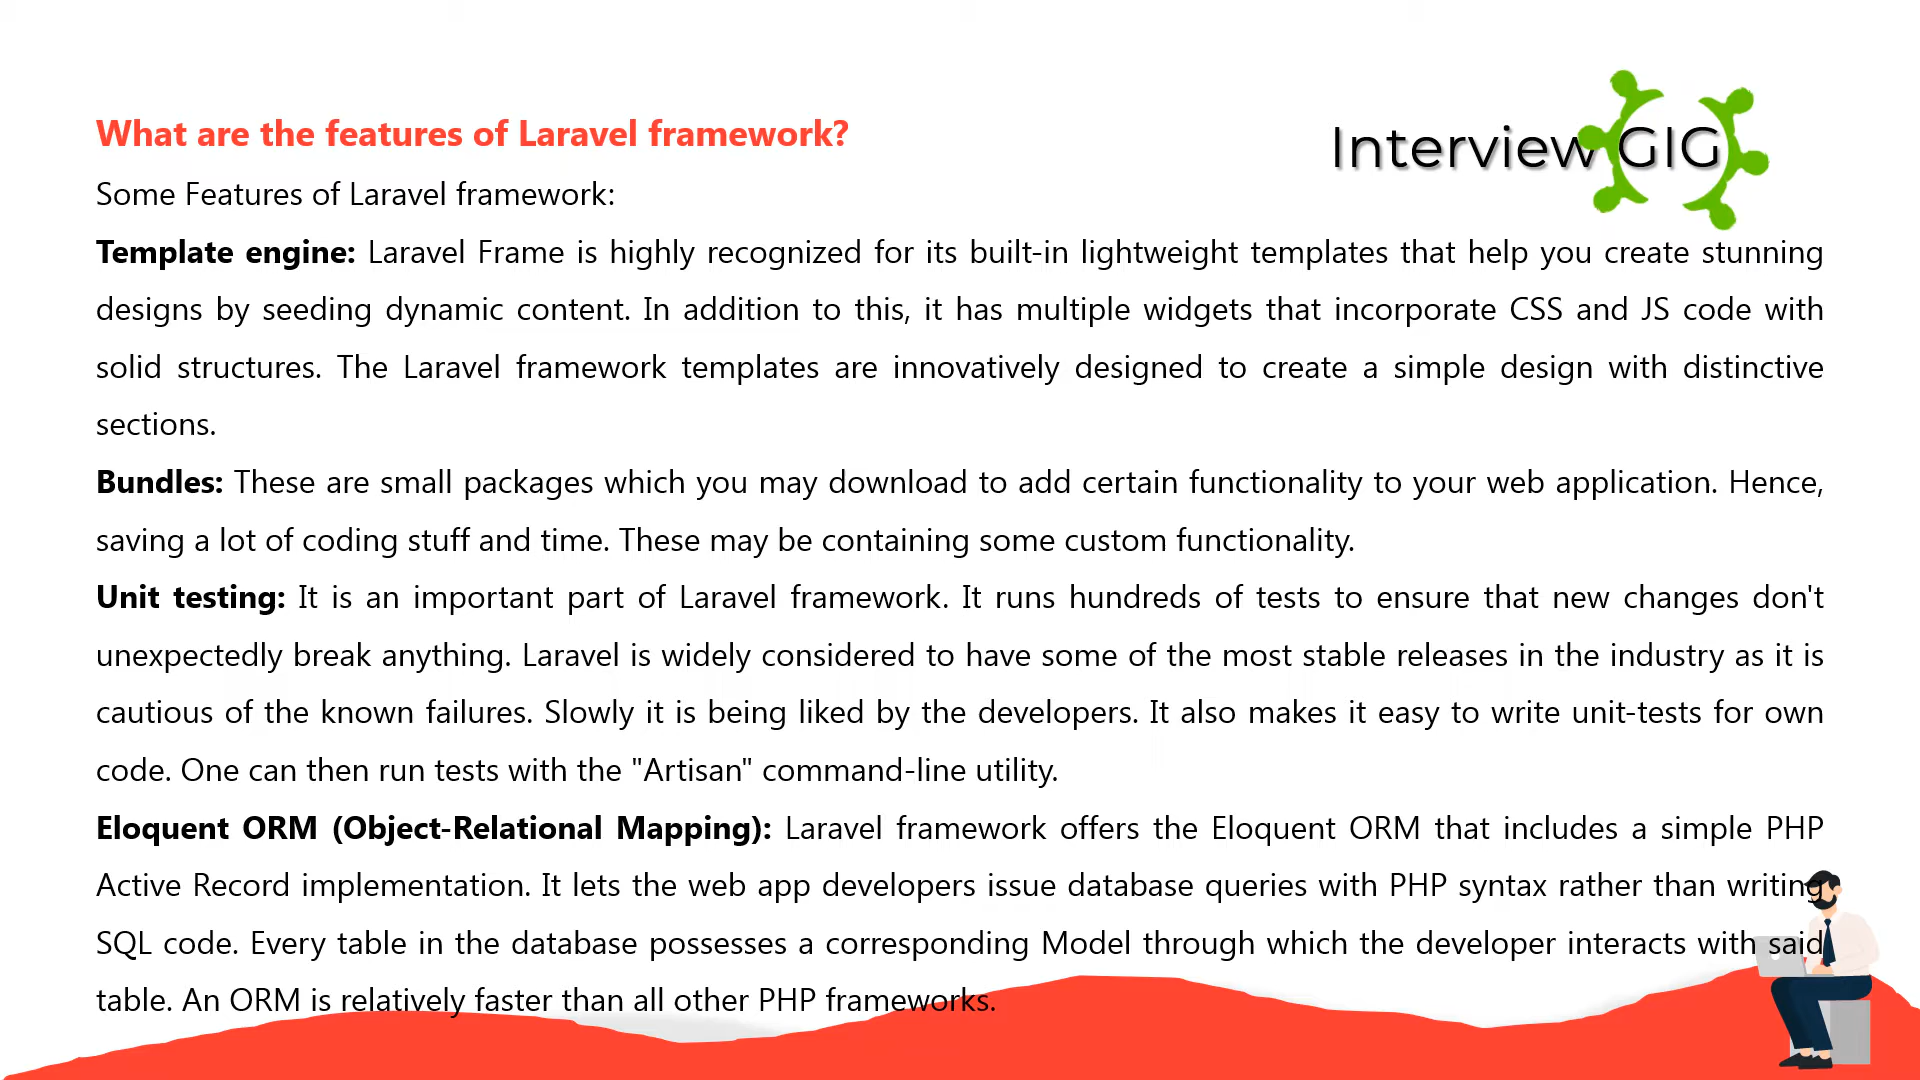 What are the features of Laravel framework?
Interview GIG
Some Features of Laravel framework:
Template engine: Laravel Frame is highly recognized for its built-in lightweight templates that help you create stunning
designs by seeding dynamic content. In addition to this, it has multiple widgets that incorporate CSS and JS code with
solid structures. The Laravel framework templates are innovatively designed to create a simple design with distinctive
sections.
Bundles: These are small packages which you may download to add certain functionality to your web application. Hence,
saving a lot of coding stuff and time. These may be containing some custom functionality.
Unit testing: It is an important part of Laravel framework. It runs hundreds of tests to ensure that new changes don't
unexpectedly break anything. Laravel is widely considered to have some of the most stable releases in the industry as it is
cautious of the known failures. Slowly it is being liked by the developers. It also makes it easy to write unit-tests for own
code. One can then run tests with the "Artisan" command-line utility.
Eloquent ORM (Object-Relational Mapping): Laravel framework offers the Eloquent ORM that includes a simple PHP
Active Record implementation. It lets the web app developers issue database queries with PHP syntax rather than writing
SQL code. Every table in the database possesses a corresponding Model through which the developer interacts with said
table. An ORM is relatively faster than all other PHP frameworks.